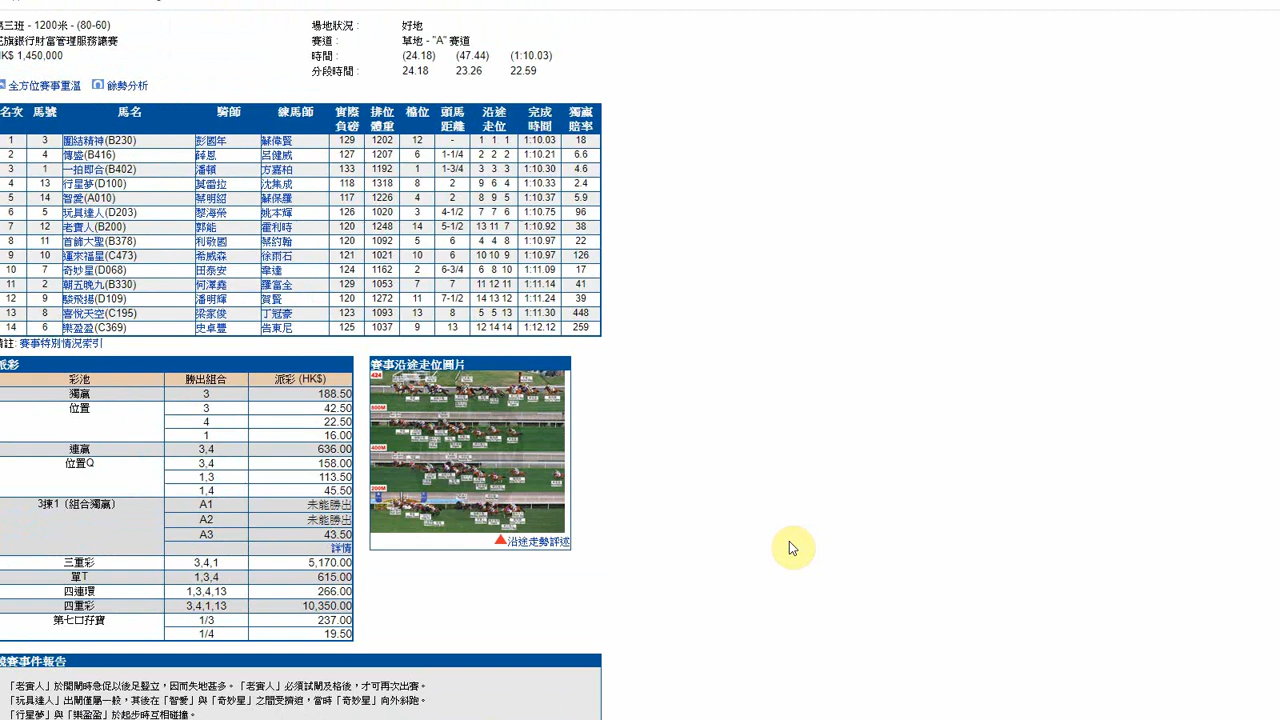 第三班 - 1200米 - (80-60) 場地狀況 : 好地
花旗銀行財富管理服務讓賽 賽道 : 草地 - "A" 賽道
HK$ 1,450,000 時間 : (24.18) (47.44) (1:10.03)
分段時間 : 24.18 23.26 22.59
全方位賽事重溫 餘勢分析
名次 馬號 馬名 騎師 練馬師 實際負磅 排位體重 檔位 頭馬距離 沿途走位 完成時間 獨贏賠率
1 3 團結精神(B230) 彭國年 蘇偉賢 129 1202 12 - 1 1 1 1:10.03 18
2 4 傳盛(B416) 薛恩 呂健威 127 1207 6 1-1/4 2 2 2 1:10.21 6.6
3 1 一拍即合(B402) 潘頓 方嘉柏 133 1192 1 1-3/4 3 3 3 1:10.30 4.6
4 13 行星夢(D100) 莫雷拉 沈集成 118 1318 8 2 9 6 4 1:10.33 2.4
5 14 智愛(A010) 蔡明紹 蘇保羅 117 1226 4 2 8 9 5 1:10.37 5.9
6 5 玩具達人(D203) 黎海榮 姚本輝 126 1020 3 4-1/2 7 7 6 1:10.75 96
7 12 老實人(B200) 郭能 霍利時 120 1248 14 5-1/2 13 11 7 1:10.92 38
8 11 首飾大聖(B378) 利敬國 蔡約翰 120 1092 5 6 4 4 8 1:10.97 22
9 10 運來福星(C473) 希威森 徐雨石 121 1021 10 6 10 10 9 1:10.97 126
10 7 奇妙星(D068) 田泰安 韋達 124 1162 2 6-3/4 6 8 10 1:11.09 17
11 2 朝五晚九(B330) 何澤堯 羅富全 129 1053 7 7 11 12 11 1:11.14 41
12 9 駿飛揚(D109) 潘明輝 賀賢 120 1272 11 7-1/2 14 13 12 1:11.24 39
13 8 喜悅天空(C195) 梁家俊 丁冠豪 123 1093 13 8 5 5 13 1:11.30 448
14 6 樂盈盈(C369) 史卓豐 告東尼 125 1037 9 13 12 14 14 1:12.12 259
備註: 賽事特別情況索引
派彩 賽事沿途走位圖片
彩池 勝出組合 派彩 (HK$)
獨贏 3 188.50
位置 3 42.50
4 22.50
1 16.00
連贏 3,4 636.00
位置Q 3,4 158.00
1,3 113.50
1,4 45.50
3揀1 (組合獨贏) A1 未能勝出
A2 未能勝出
A3 43.50
詳情
沿途走勢評述
三重彩 3,4,1 5,170.00
單T 1,3,4 615.00
四連環 1,3,4,13 266.00
四重彩 3,4,1,13 10,350.00
第七口孖寶 1/3 237.00
1/4 19.50
競賽事件報告
「老實人」於開閘時急促以後足豎立，因而失地甚多。「老實人」必須試閘及格後，才可再次出賽。
「玩具達人」出閘僅屬一般，其後在「智愛」與「奇妙星」之間受擠迫，當時「奇妙星」向外斜跑。
「行星夢」與「樂盈盈」於起步時互相碰撞。